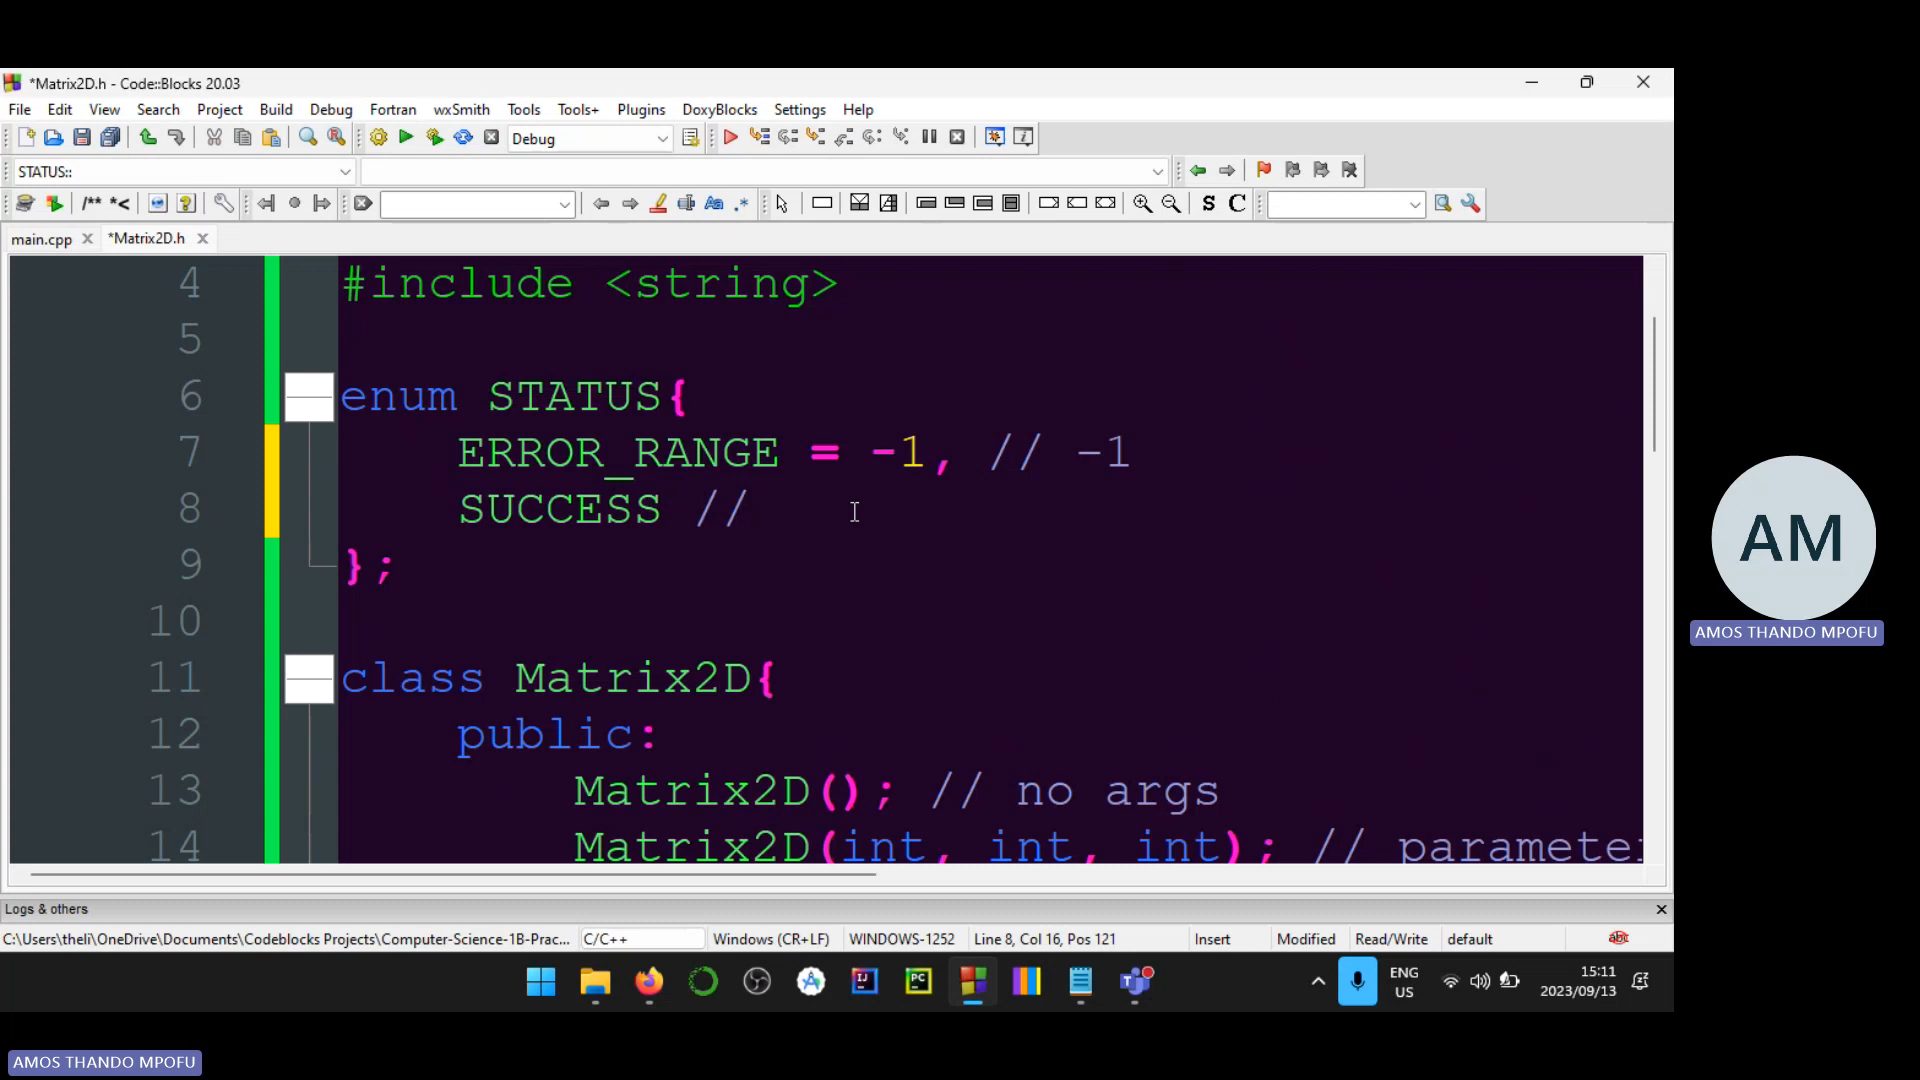 *Matrix2D.h - Code::Blocks 20.03
File Edit View Search Project Build Debug Fortran wxSmith Tools Tools+ Plugins DoxyBlocks Settings Help
Debug
STATUS::
/** *< Aa .* S C
main.cpp *Matrix2D.h
4 #include <string>
5
6 enum STATUS{
7 ERROR_RANGE = -1, // -1
8 SUCCESS //
9 };
10
11 class Matrix2D{
12 public:
13 Matrix2D(); // no args
14 Matrix2D(int, int, int); // parameter
AM
AMOS THANDO MPOFU
Logs & others
C:\Users\theli\OneDrive\Documents\Codeblocks Projects\Computer-Science-1B-Prac... C/C++ Windows (CR+LF) WINDOWS-1252 Line 8, Col 16, Pos 121 Insert Modified Read/Write default abc
IJ PC T ENG US 15:11 2023/09/13
AMOS THANDO MPOFU